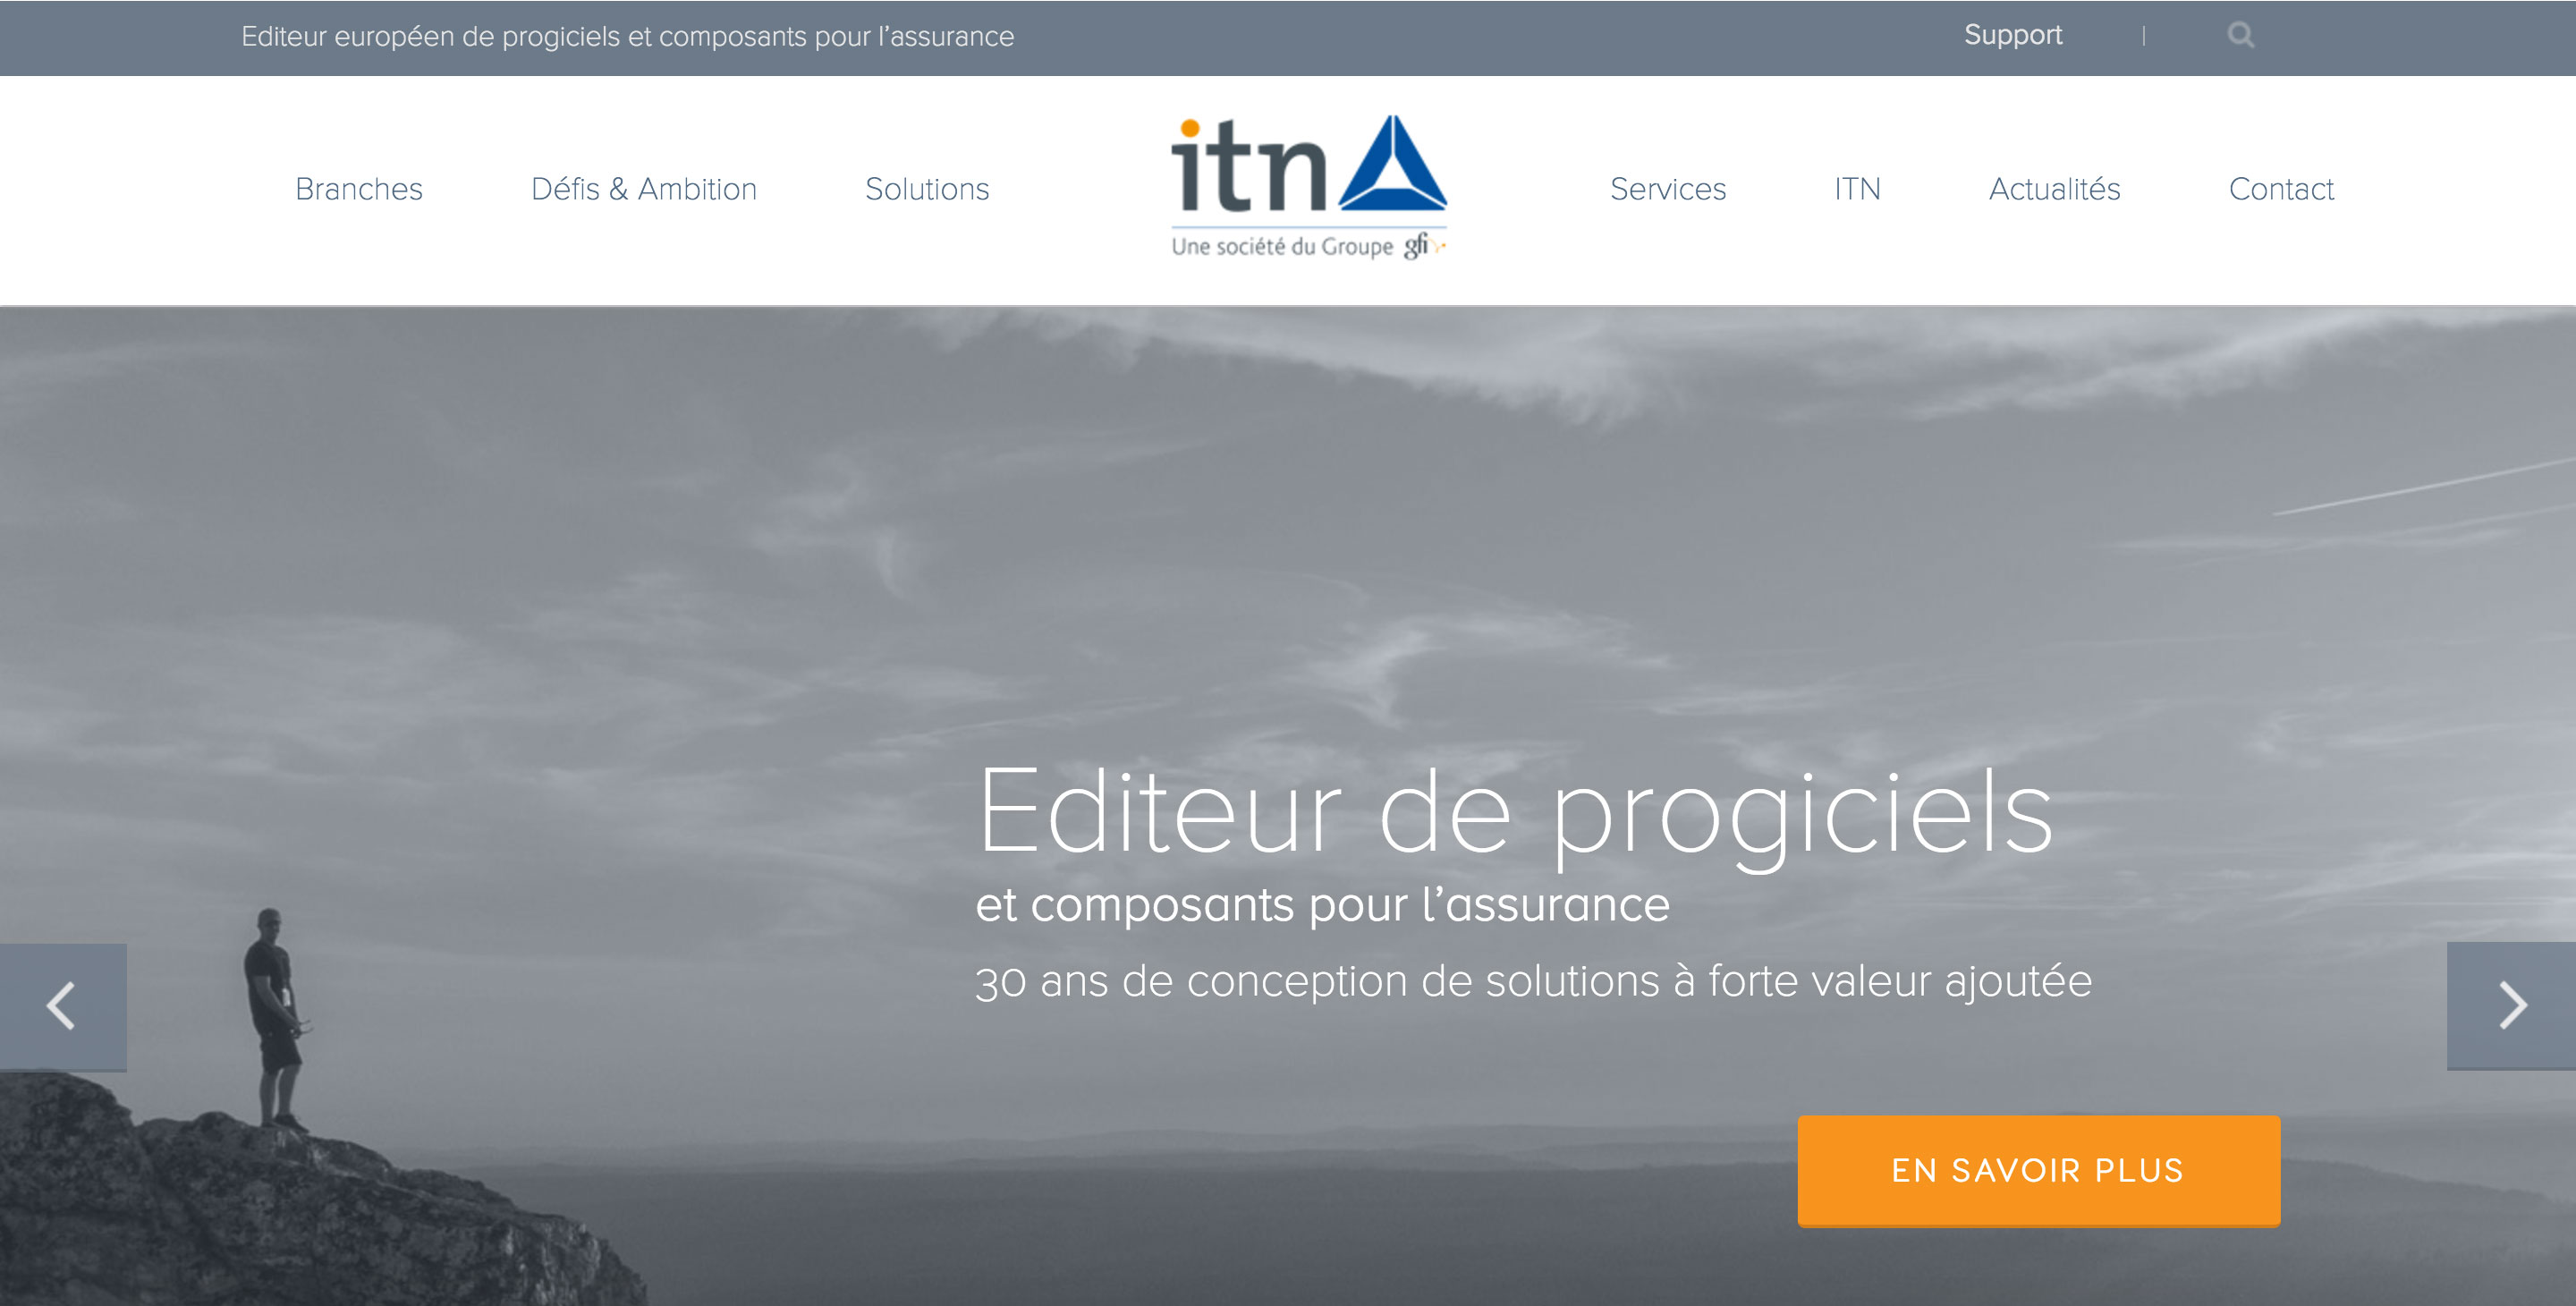 Editeur européen de progiciels et composants pour l’assurance
Support |
Branches
Défis & Ambition
Solutions
itn
Une société du Groupe gfi
Services
ITN
Actualités
Contact
Editeur de progiciels
et composants pour l’assurance
30 ans de conception de solutions à forte valeur ajoutée
EN SAVOIR PLUS